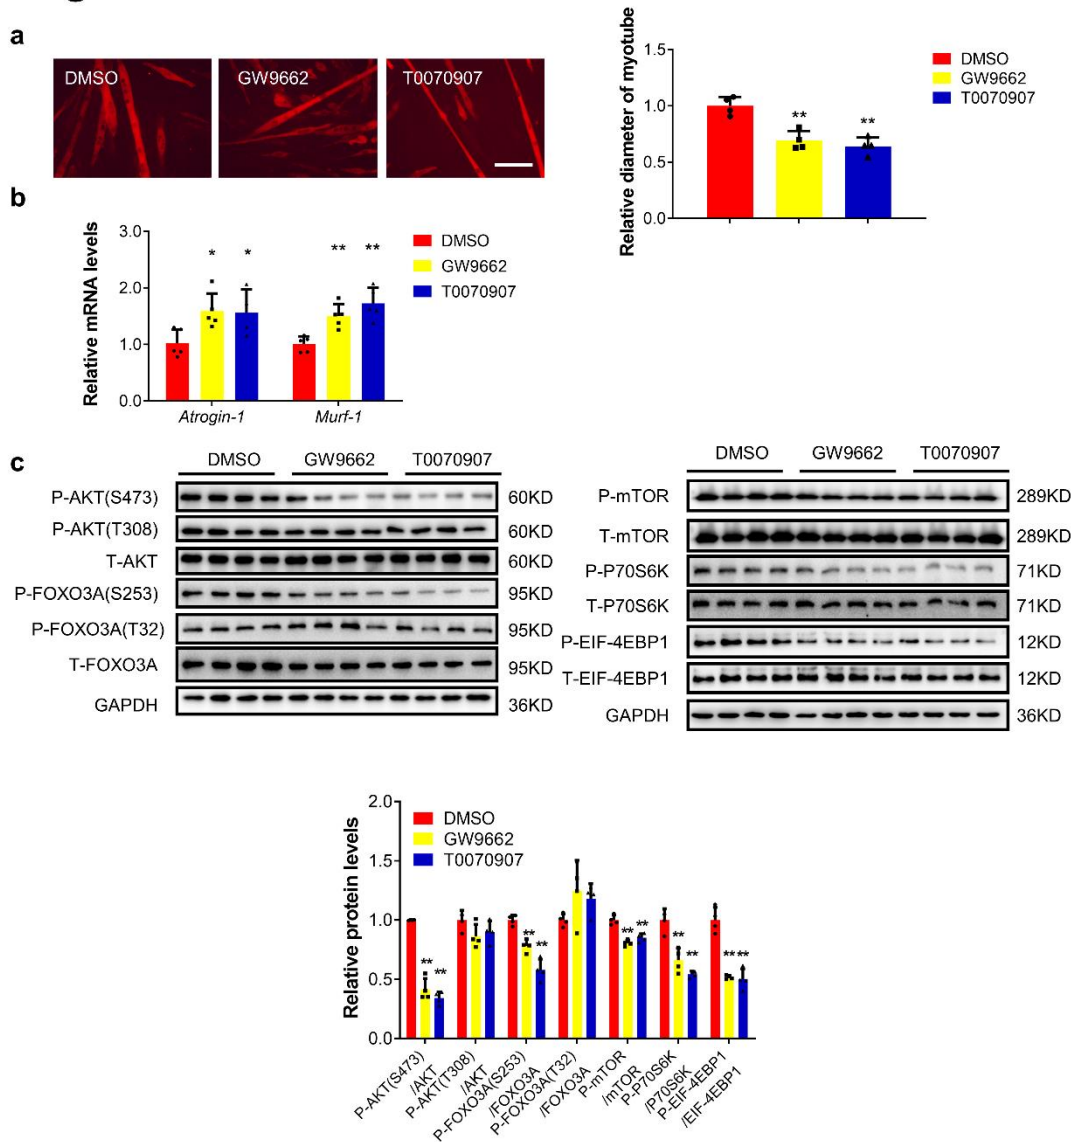 a
DMSO
GW9662
T0070907
Relative diameter of myotube
1.5
1.0
0.5
0.0
**
**
DMSO
GW9662
T0070907
b
Relative mRNA levels
3.0
2.0
1.0
0.0
*
*
**
**
Atrogin-1
Murf-1
DMSO
GW9662
T0070907
c
DMSO
GW9662
T0070907
P-AKT(S473)
60KD
P-AKT(T308)
60KD
T-AKT
60KD
P-FOXO3A(S253)
95KD
P-FOXO3A(T32)
95KD
T-FOXO3A
95KD
GAPDH
36KD
DMSO
GW9662
T0070907
P-mTOR
289KD
T-mTOR
289KD
P-P70S6K
71KD
T-P70S6K
71KD
P-EIF-4EBP1
12KD
T-EIF-4EBP1
12KD
GAPDH
36KD
Relative protein levels
2.0
1.5
1.0
0.5
0.0
DMSO
GW9662
T0070907
**
**
**
**
**
**
**
**
**
**
P-AKT(S473)
/AKT
P-AKT(T308)
/AKT
P-FOXO3A(S253)
/FOXO3A
P-FOXO3A(T32)
/FOXO3A
P-mTOR
/mTOR
P-P70S6K
/P70S6K
P-EIF-4EBP1
/EIF-4EBP1